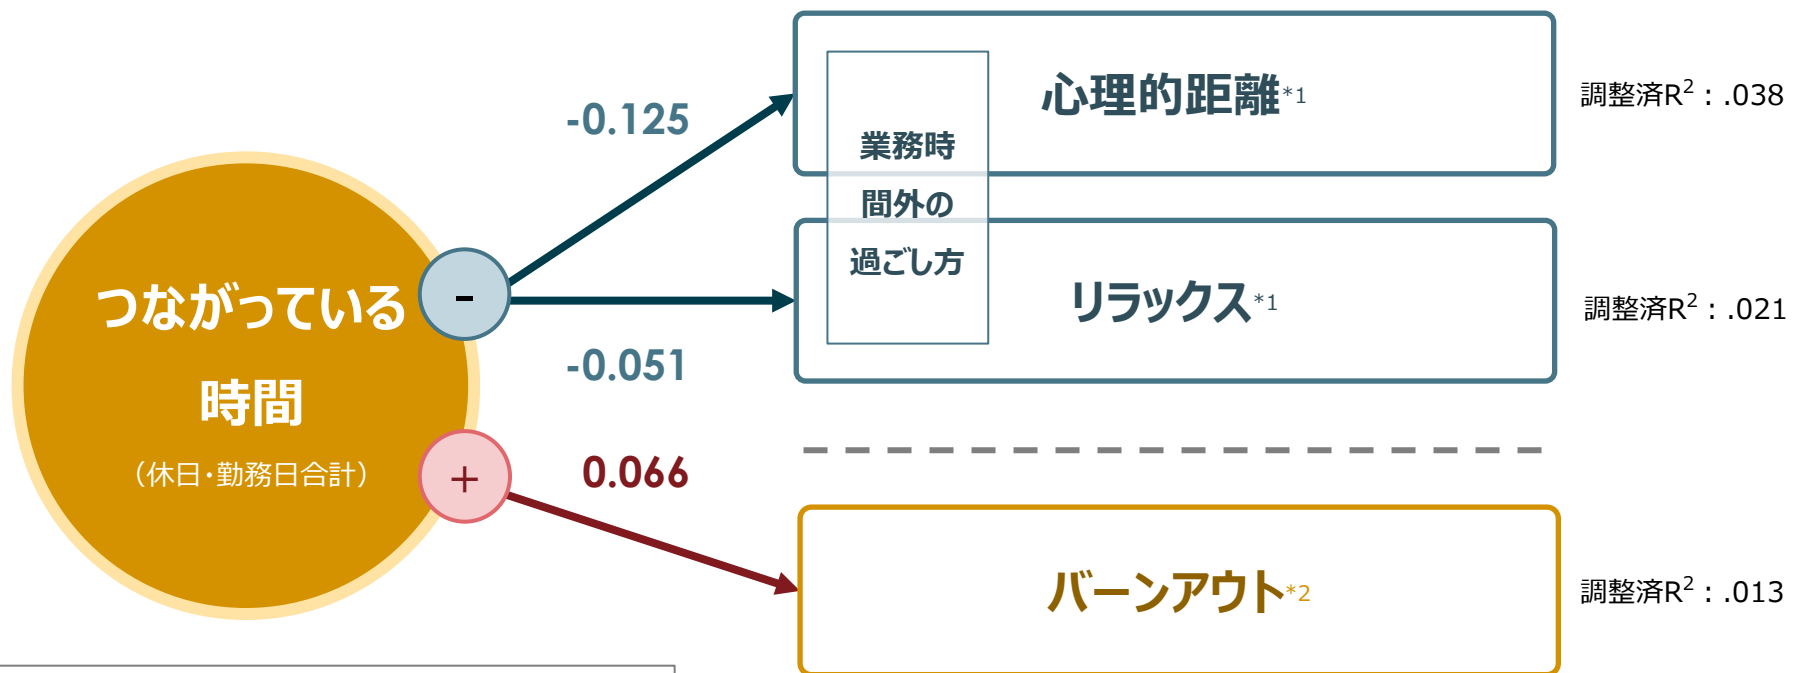 つながっている
時間
（休日・勤務日合計）
-
+
-0.125
-0.051
0.066
業務時
間外の
過ごし方
心理的距離*1
調整済R²：.038
リラックス*1
調整済R²：.021
バーンアウト*2
調整済R²：.013